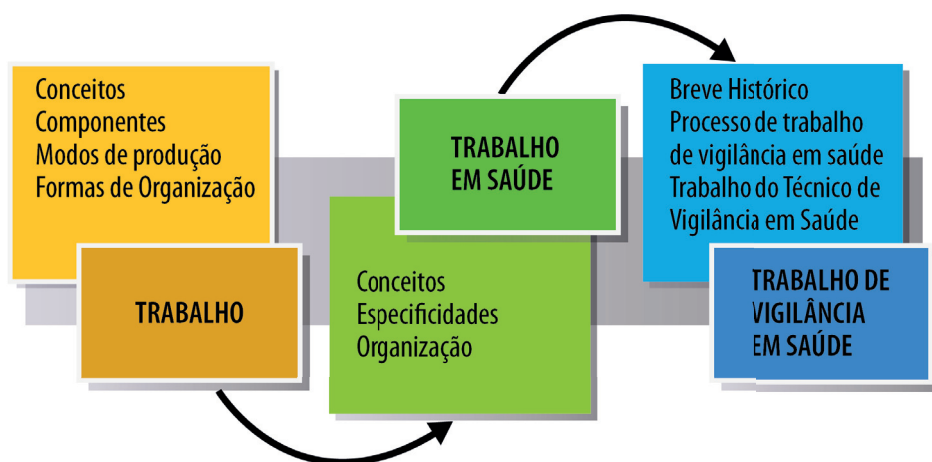 Conceitos
Componentes
Modos de produção
Formas de Organização
TRABALHO
TRABALHO
EM SAÚDE
Conceitos
Especificidades
Organização
Breve Histórico
Processo de trabalho
de vigilância em saúde
Trabalho do Técnico de
Vigilância em Saúde
TRABALHO DE
VIGILÂNCIA
EM SAÚDE